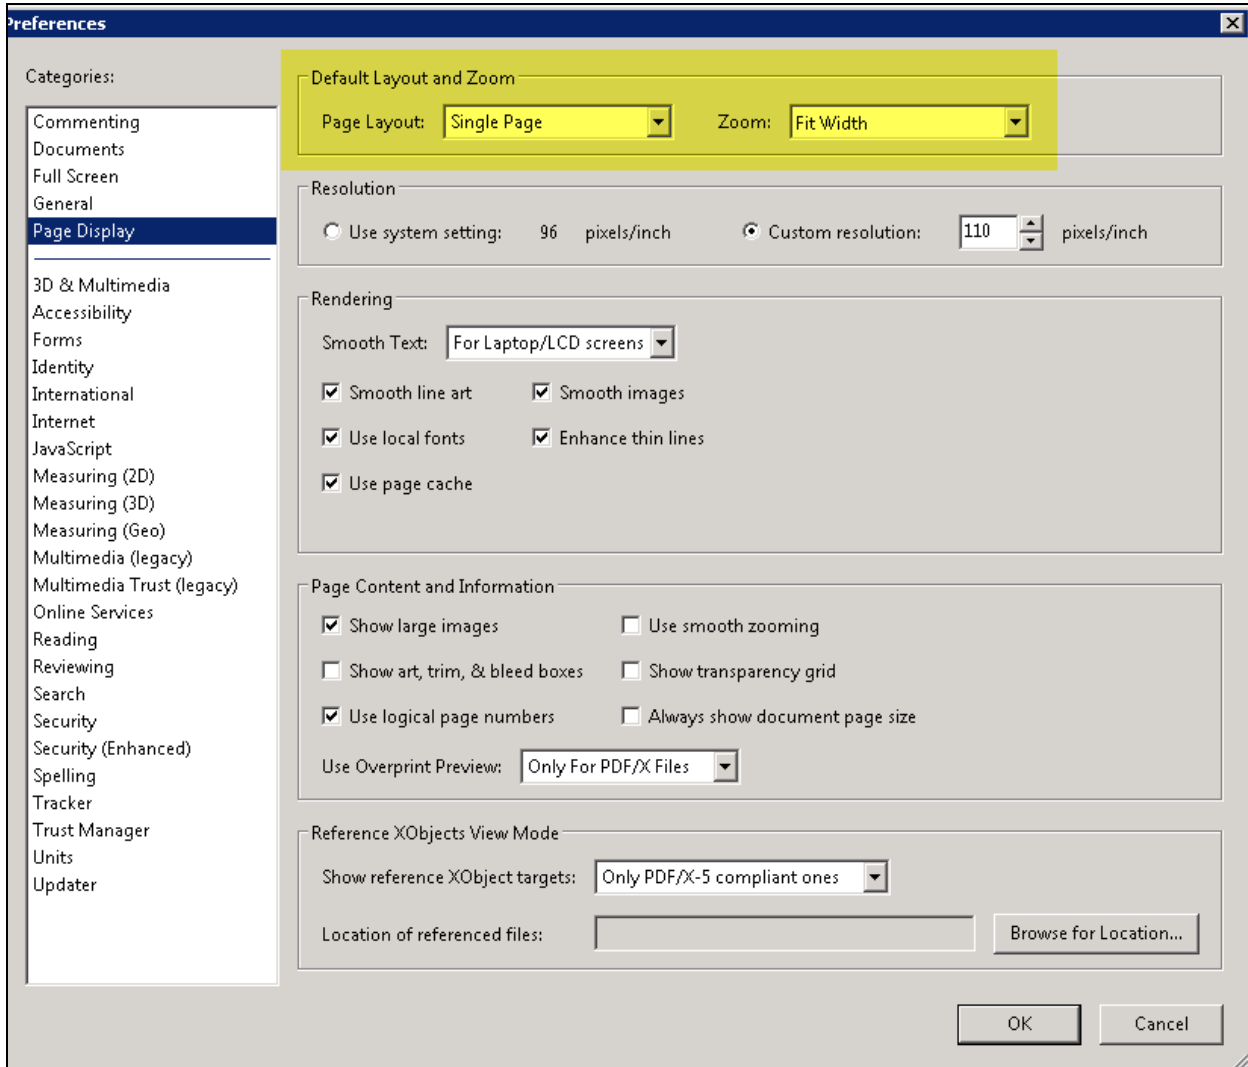 Preferences
Categories:
Commenting
Documents
Full Screen
General
Page Display
3D & Multimedia
Accessibility
Forms
Identity
International
Internet
JavaScript
Measuring (2D)
Measuring (3D)
Measuring (Geo)
Multimedia (legacy)
Multimedia Trust (legacy)
Online Services
Reading
Reviewing
Search
Security
Security (Enhanced)
Spelling
Tracker
Trust Manager
Units
Updater
Default Layout and Zoom
Page Layout: Single Page Zoom: Fit Width
Resolution
Use system setting: 96 pixels/inch Custom resolution: 110 pixels/inch
Rendering
Smooth Text: For Laptop/LCD screens
Smooth line art Smooth images
Use local fonts Enhance thin lines
Use page cache
Page Content and Information
Show large images Use smooth zooming
Show art, trim, & bleed boxes Show transparency grid
Use logical page numbers Always show document page size
Use Overprint Preview: Only For PDF/X Files
Reference XObjects View Mode
Show reference XObject targets: Only PDF/X-5 compliant ones
Location of referenced files: Browse for Location...
OK Cancel